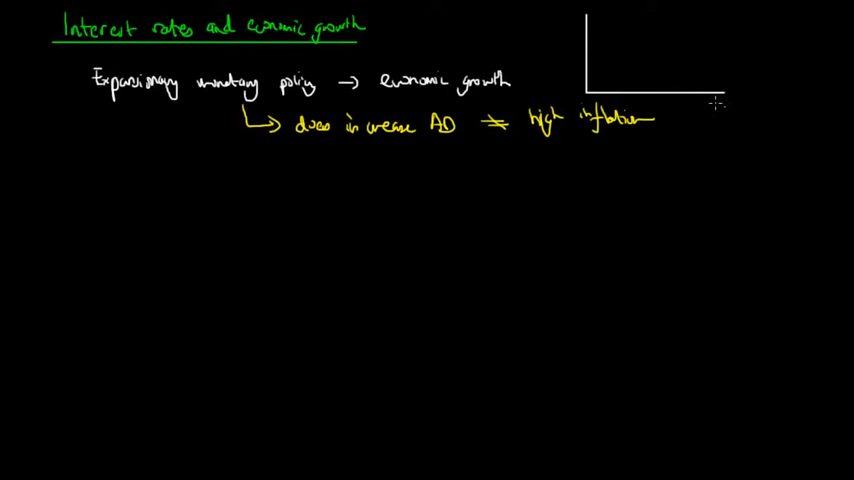 Interest rates and economic growth
Expansionary monetary policy → economic growth
↳ does increase AD ≠ high inflation